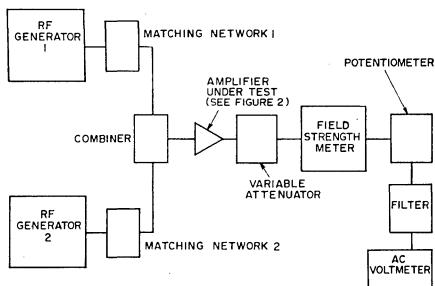 RF
GENERATOR
1
MATCHING NETWORK 1
AMPLIFIER
UNDER TEST
(SEE FIGURE 2)
POTENTIOMETER
COMBINER
FIELD
STRENGTH
METER
VARIABLE
ATTENUATOR
RF
GENERATOR
2
MATCHING NETWORK 2
FILTER
AC
VOLTMETER